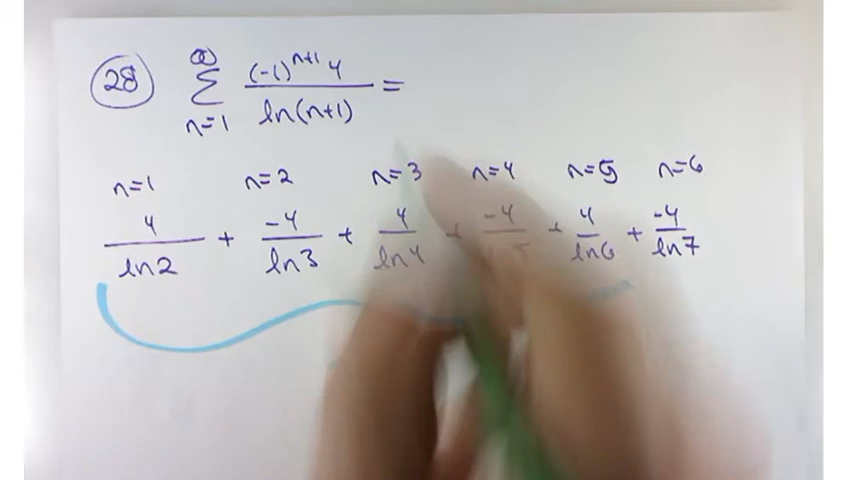 28 ∞ Σ n=1 (-1)^{n+1} 4 / ln(n+1) =
n=1 n=2 n=3 n=4 n=5 n=6
4/ln2 + -4/ln3 + 4/ln4 + -4/ + 4/ln6 + -4/ln7